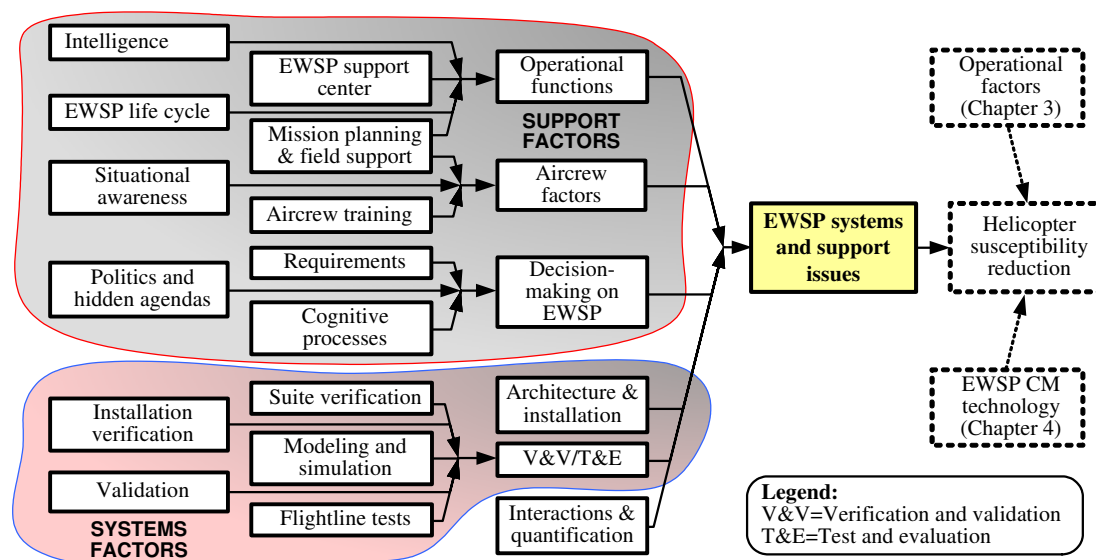 Intelligence
EWSP support
center
EWSP life cycle
Mission planning
& field support
Operational
functions
SUPPORT
FACTORS
Situational
awareness
Aircrew training
Aircrew
factors
Politics and
hidden agendas
Requirements
Cognitive
processes
Decision-
making on
EWSP
Installation
verification
Suite verification
Modeling and
simulation
Validation
Flightline tests
SYSTEMS
FACTORS
Architecture &
installation
V&V/T&E
Interactions &
quantification
EWSP systems
and support
issues
Operational
factors
(Chapter 3)
Helicopter
susceptibility
reduction
EWSP CM
technology
(Chapter 4)
Legend:
V&V=Verification and validation
T&E=Test and evaluation